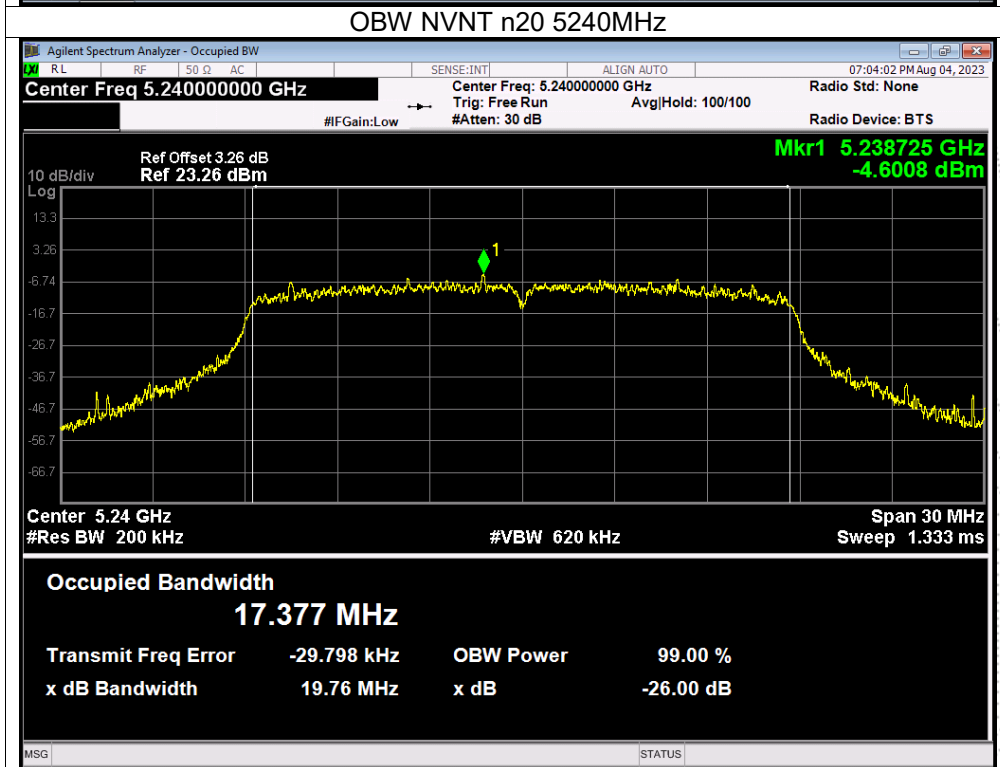 OBW NVNT n20 5240MHz
Agilent Spectrum Analyzer - Occupied BW
LXI RL RF 50 Ω AC SENSE:INT ALIGN AUTO 07:04:02 PM Aug 04, 2023
Center Freq 5.240000000 GHz Center Freq: 5.240000000 GHz Radio Std: None
Trig: Free Run Avg|Hold: 100/100
#IFGain:Low #Atten: 30 dB Radio Device: BTS
Mkr1 5.238725 GHz
-4.6008 dBm
Ref Offset 3.26 dB
10 dB/div Ref 23.26 dBm
Log
13.3
3.26
1
-6.74
-16.7
-26.7
-36.7
-46.7
-56.7
-66.7
Center 5.24 GHz Span 30 MHz
#Res BW 200 kHz #VBW 620 kHz Sweep 1.333 ms
Occupied Bandwidth
17.377 MHz
Transmit Freq Error -29.798 kHz OBW Power 99.00 %
x dB Bandwidth 19.76 MHz x dB -26.00 dB
MSG STATUS